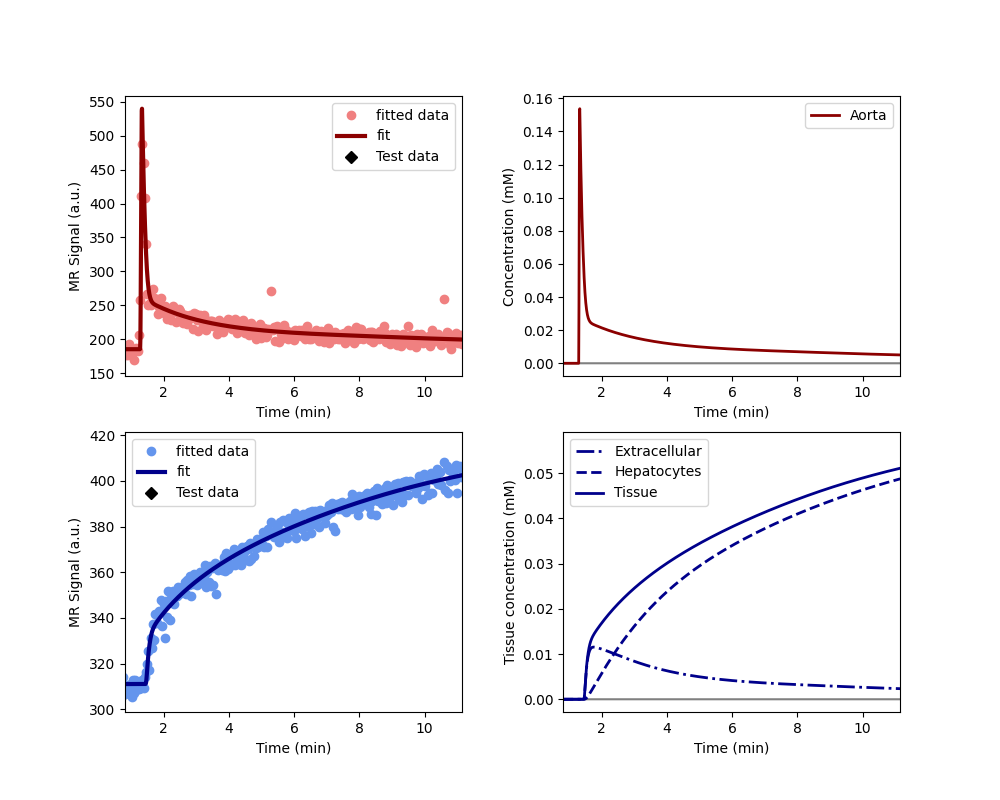 MR Signal (a.u.)
550
500
450
400
350
300
250
200
150
fitted data
fit
Test data
2 4 6 8 10
Time (min)
Concentration (mM)
0.16
0.14
0.12
0.10
0.08
0.06
0.04
0.02
0.00
Aorta
2 4 6 8 10
Time (min)
MR Signal (a.u.)
420
400
380
360
340
320
300
fitted data
fit
Test data
2 4 6 8 10
Time (min)
Tissue concentration (mM)
0.05
0.04
0.03
0.02
0.01
0.00
Extracellular
Hepatocytes
Tissue
2 4 6 8 10
Time (min)